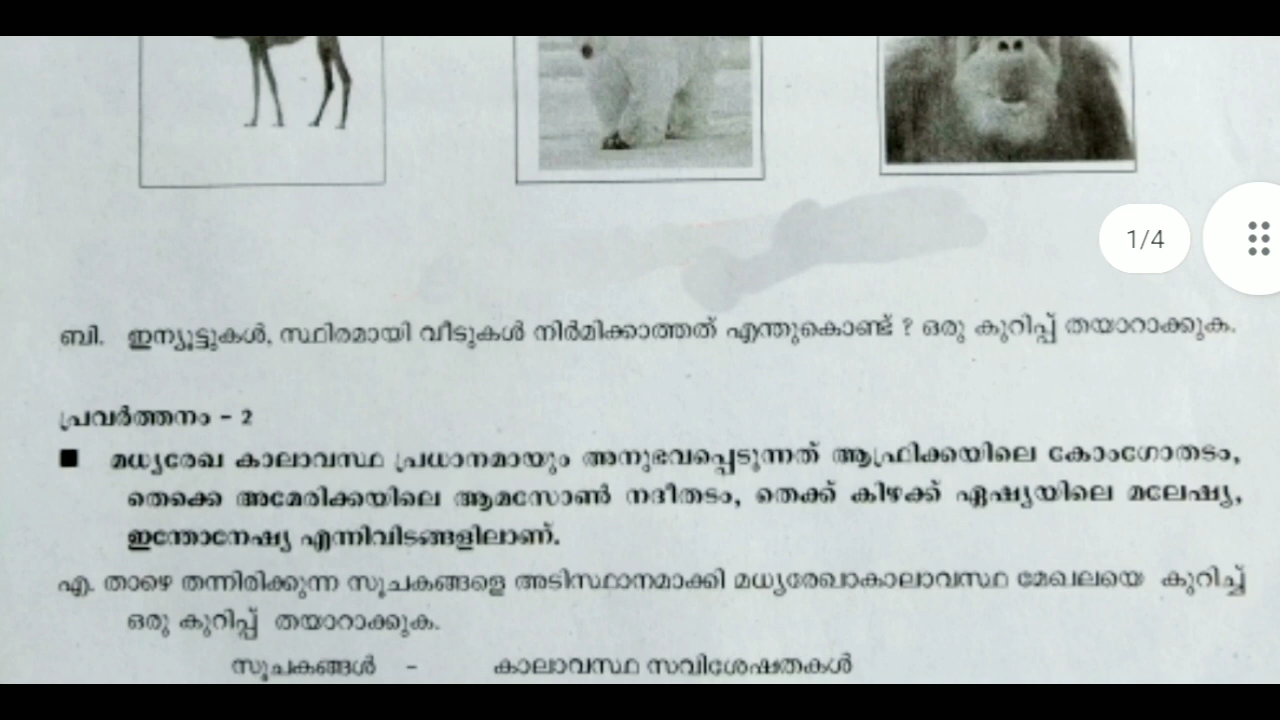 1/4
ബി. ഇന്യൂട്ടുകൾ, സ്ഥിരമായി വീടുകൾ നിർമിക്കാത്തത് എന്തുകൊണ്ട് ? ഒരു കുറിപ്പ് തയാറാക്കുക.
പ്രവർത്തനം - 2
■ മധ്യരേഖ കാലാവസ്ഥ പ്രധാനമായും അനുഭവപ്പെടുന്നത് ആഫ്രിക്കയിലെ കോംഗോതടം,
തെക്കെ അമേരിക്കയിലെ ആമസോൺ നദീതടം, തെക്ക് കിഴക്ക് ഏഷ്യയിലെ മലേഷ്യ,
ഇന്തോനേഷ്യ എന്നിവിടങ്ങളിലാണ്.
എ. താഴെ തന്നിരിക്കുന്ന സൂചകങ്ങളെ അടിസ്ഥാനമാക്കി മധ്യരേഖാകാലാവസ്ഥ മേഖലയെ കുറിച്ച്
ഒരു കുറിപ്പ് തയാറാക്കുക.
സൂചകങ്ങൾ - കാലാവസ്ഥ സവിശേഷതകൾ